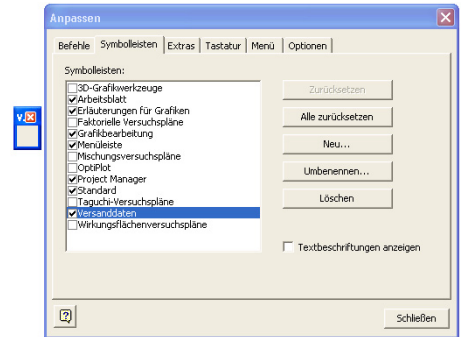 Anpassen
Befehle Symbolleisten Extras Tastatur Menü Optionen
Symbolleisten:
3D-Grafikwerkzeuge
Arbeitsblatt
Erläuterungen für Grafiken
Faktorielle Versuchspläne
Grafikbearbeitung
Menüleiste
Mischungsversuchspläne
OptiPlot
Project Manager
Standard
Taguchi-Versuchspläne
Versanddaten
Wirkungsflächenversuchspläne
Zurücksetzen
Alle zurücksetzen
Neu...
Umbenennen...
Löschen
Textbeschriftungen anzeigen
V.
Schließen